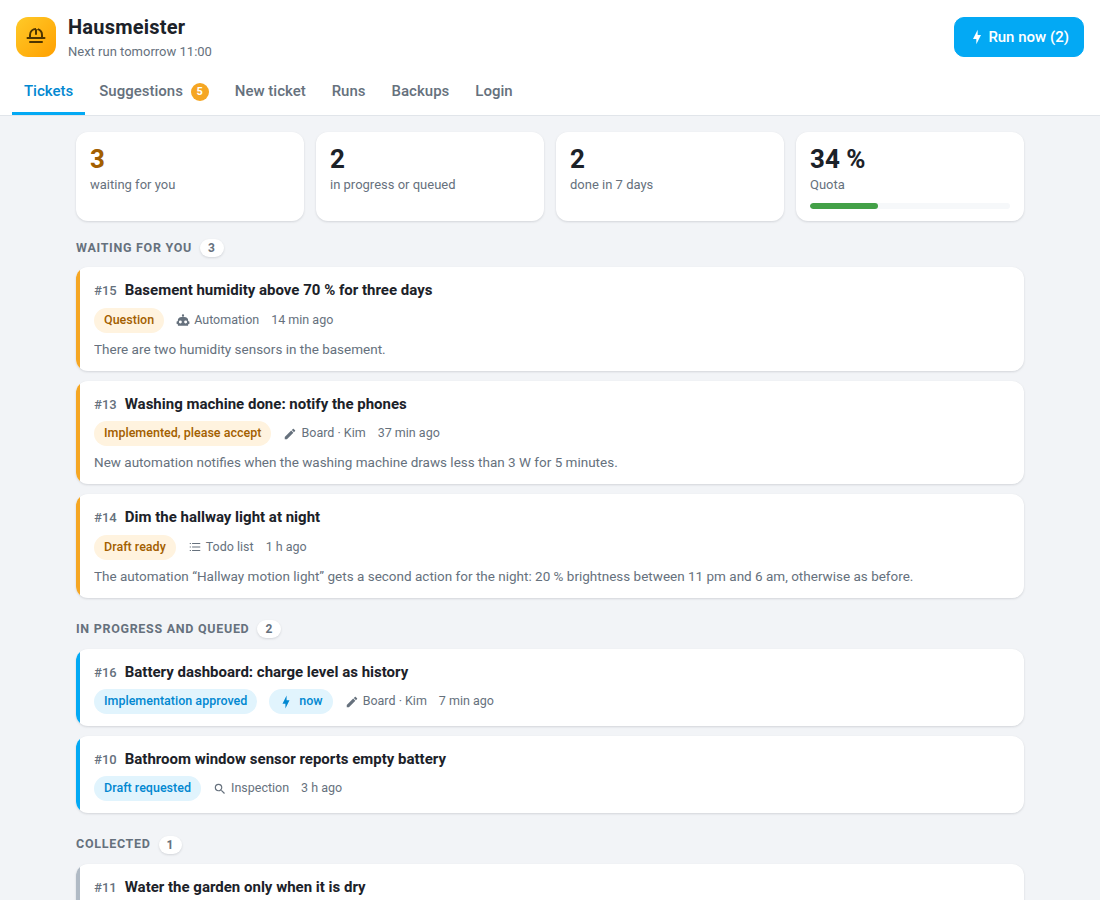 Hausmeister
Next run tomorrow 11:00
Run now (2)
Tickets
Suggestions 5
New ticket
Runs
Backups
Login
3
waiting for you
2
in progress or queued
2
done in 7 days
34 %
Quota
WAITING FOR YOU 3
#15 Basement humidity above 70 % for three days
Question Automation 14 min ago
There are two humidity sensors in the basement.
#13 Washing machine done: notify the phones
Implemented, please accept Board · Kim 37 min ago
New automation notifies when the washing machine draws less than 3 W for 5 minutes.
#14 Dim the hallway light at night
Draft ready Todo list 1 h ago
The automation “Hallway motion light” gets a second action for the night: 20 % brightness between 11 pm and 6 am, otherwise as before.
IN PROGRESS AND QUEUED 2
#16 Battery dashboard: charge level as history
Implementation approved now Board · Kim 7 min ago
#10 Bathroom window sensor reports empty battery
Draft requested Inspection 3 h ago
COLLECTED 1
#11 Water the garden only when it is dry